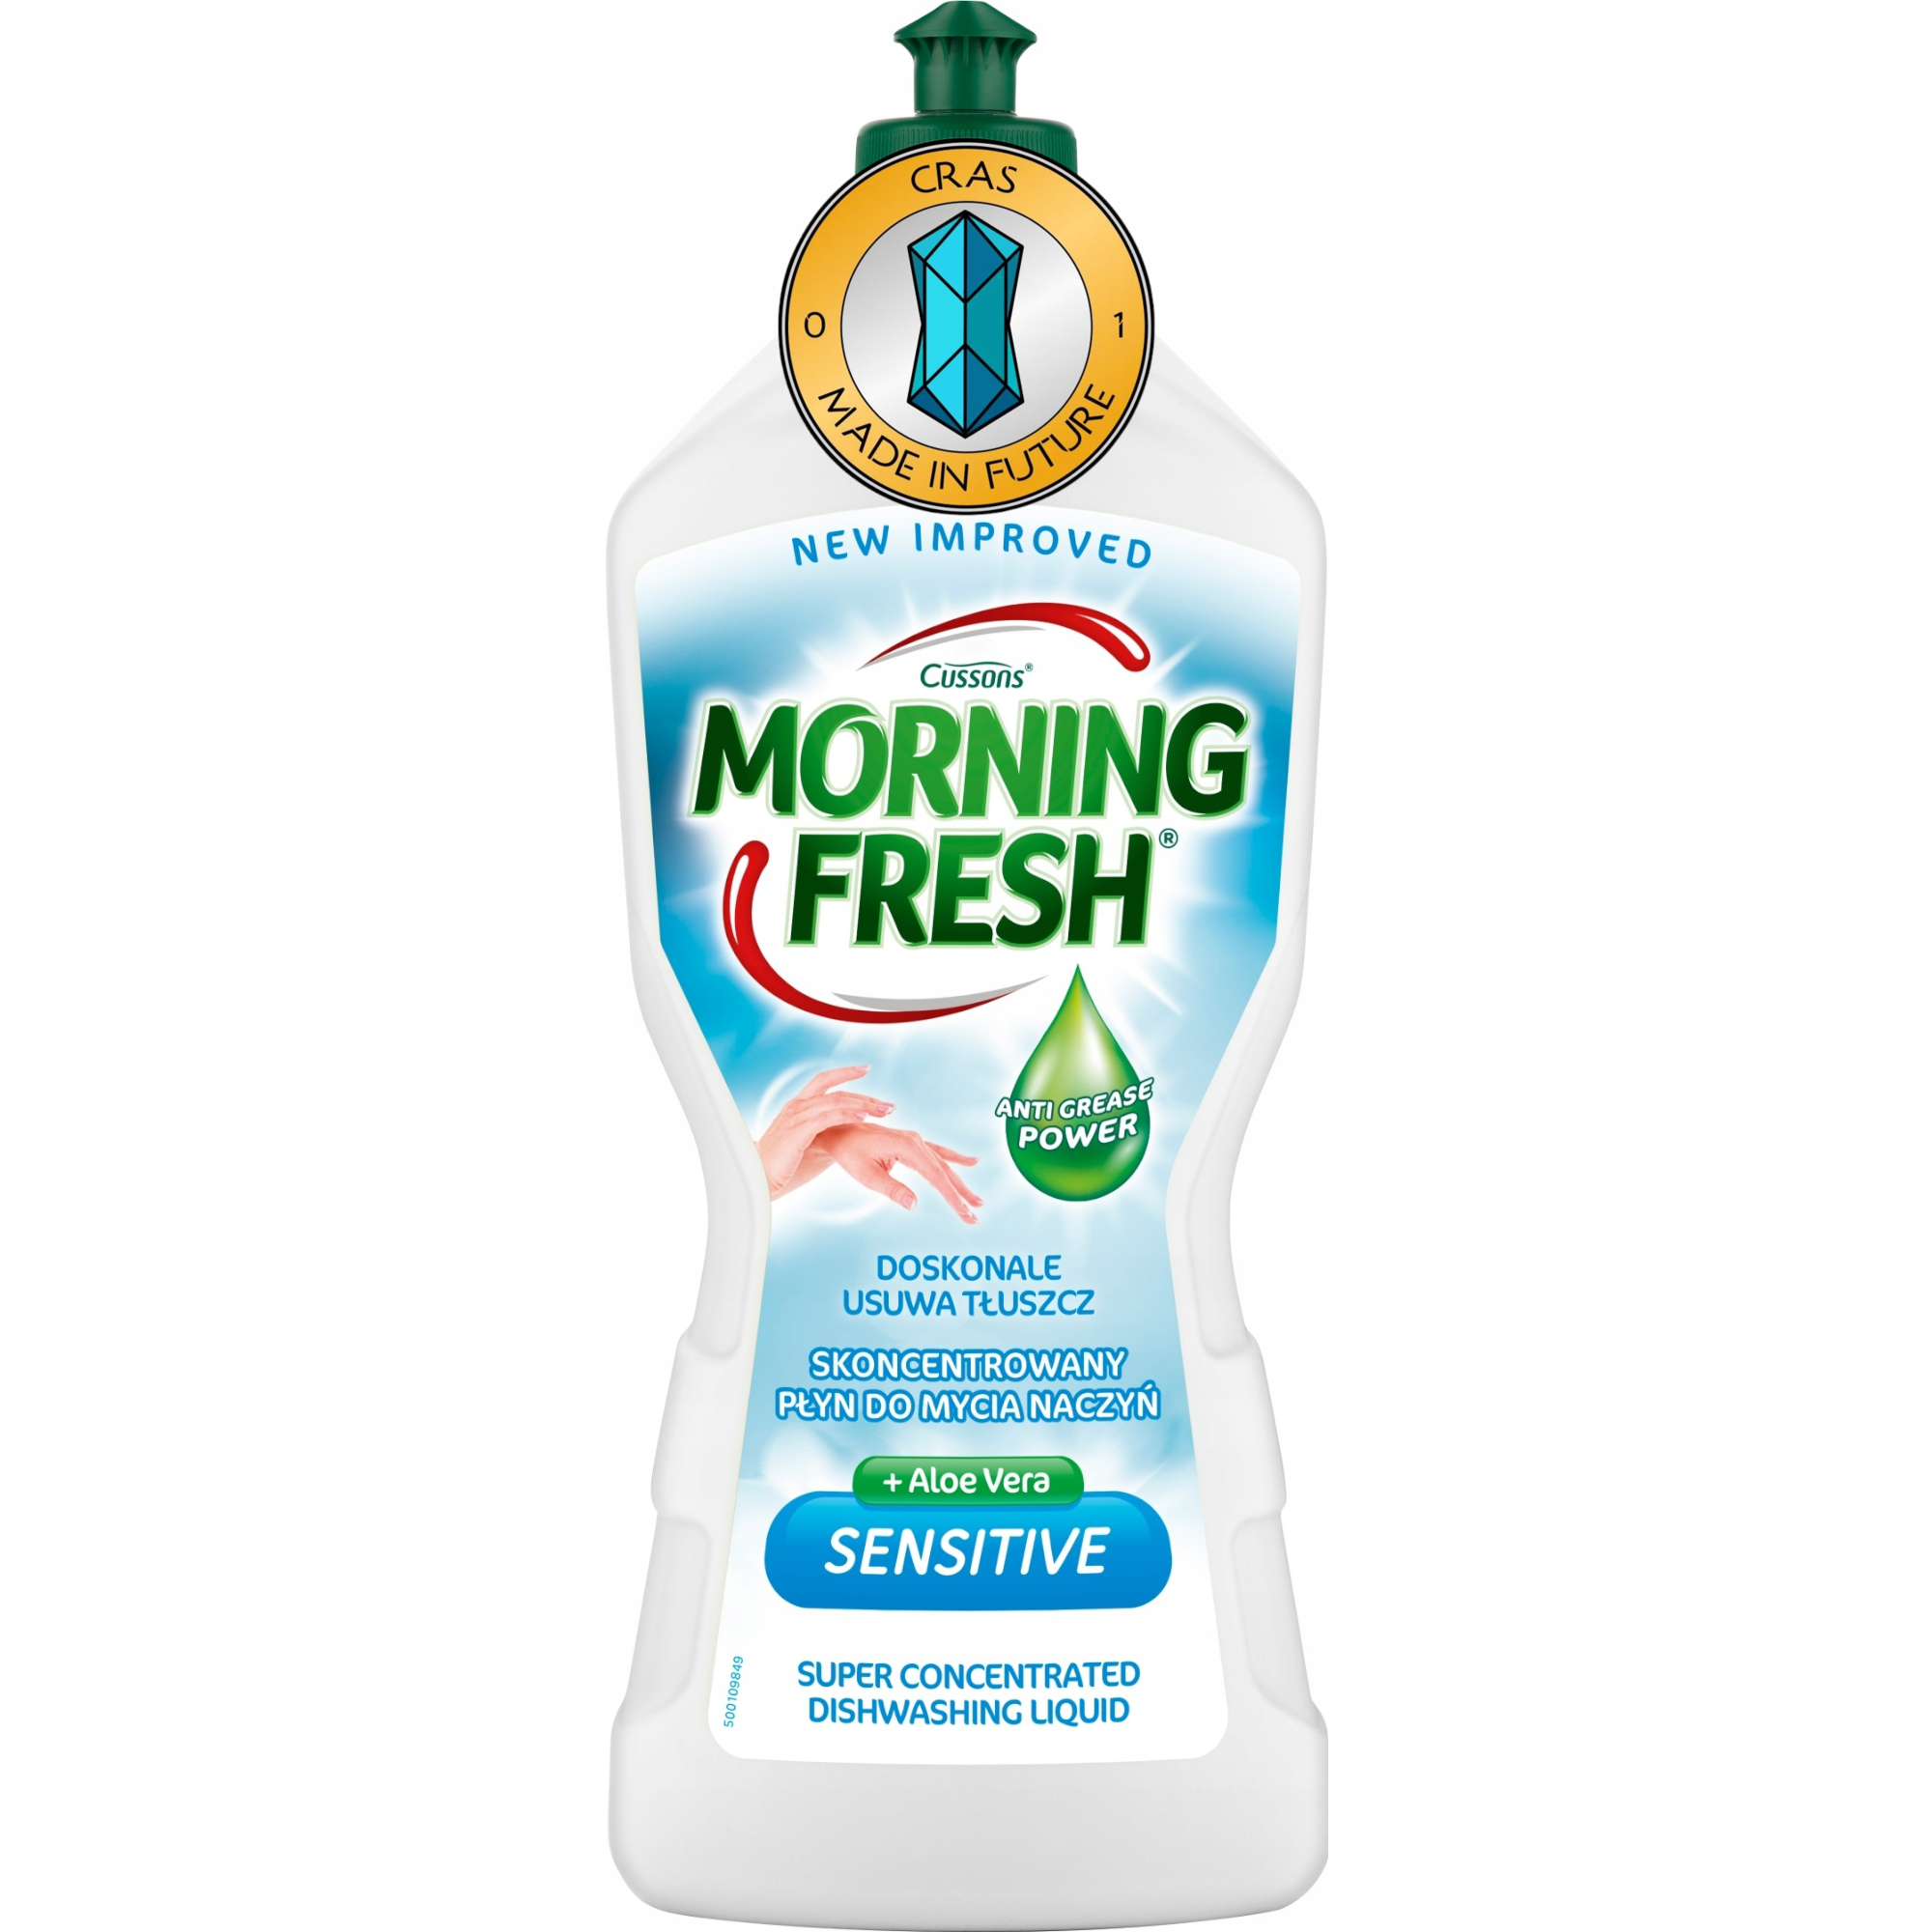 CRAS
0 1
MADE IN FUTURE
NEW IMPROVED
Cussons®
MORNING
FRESH®
ANTI GREASE
POWER
DOSKONALE
USUWA TŁUSZCZ
SKONCENTROWANY
PŁYN DO MYCIA NACZYŃ
+ Aloe Vera
SENSITIVE
SUPER CONCENTRATED
DISHWASHING LIQUID
500109849